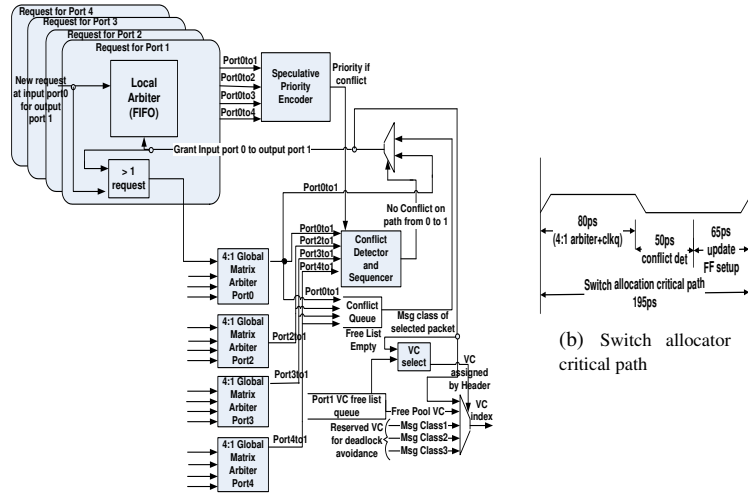 Request for Port 4
Request for Port 3
Request for Port 2
Request for Port 1
New request
at input port0
for output
port 1
Local
Arbiter
(FIFO)
> 1
request
Port0to1
Port0to2
Port0to3
Port0to4
Speculative
Priority
Encoder
Priority if
conflict
Grant Input port 0 to output port 1
Port0to1
No Conflict on
path from 0 to 1
4:1 Global
Matrix
Arbiter
Port0
Port0to1
Port2to1
Port3to1
Port4to1
Conflict
Detector
and
Sequencer
Port0to1
Conflict
Queue
Msg class of
selected packet
4:1 Global
Matrix
Arbiter
Port2
Port2to1
Free List
Empty
VC
select
VC
assigned
by Header
4:1 Global
Matrix
Arbiter
Port3
Port3to1
Port1 VC free list
queue
Free Pool VC
VC
index
Reserved VC
for deadlock
avoidance
Msg Class1
Msg Class2
Msg Class3
4:1 Global
Matrix
Arbiter
Port4
Port4to1
80ps
(4:1 arbiter+clkq)
50ps
conflict det
65ps
update
FF setup
Switch allocation critical path
195ps
(b) Switch allocator
critical path